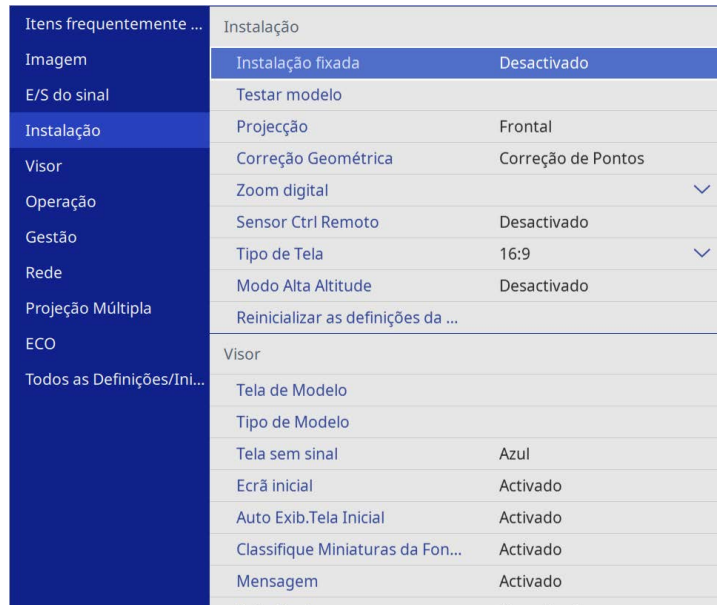 Itens frequentemente ...
Imagem
E/S do sinal
Instalação
Visor
Operação
Gestão
Rede
Projeção Múltipla
ECO
Todos as Definições/Ini...
Instalação
Instalação fixada Desactivado
Testar modelo
Projecção Frontal
Correção Geométrica Correção de Pontos
Zoom digital
Sensor Ctrl Remoto Desactivado
Tipo de Tela 16:9
Modo Alta Altitude Desactivado
Reinicializar as definições da ...
Visor
Tela de Modelo
Tipo de Modelo
Tela sem sinal Azul
Ecrã inicial Activado
Auto Exib.Tela Inicial Activado
Classifique Miniaturas da Fon... Activado
Mensagem Activado